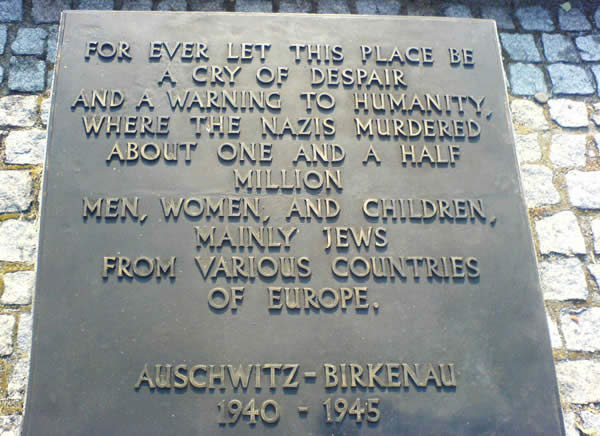 FOR EVER LET THIS PLACE BE
A CRY OF DESPAIR
AND A WARNING TO HUMANITY,
WHERE THE NAZIS MURDERED
ABOUT ONE AND A HALF
MILLION
MEN, WOMEN, AND CHILDREN,
MAINLY JEWS
FROM VARIOUS COUNTRIES
OF EUROPE.
AUSCHWITZ-BIRKENAU
1940 - 1945